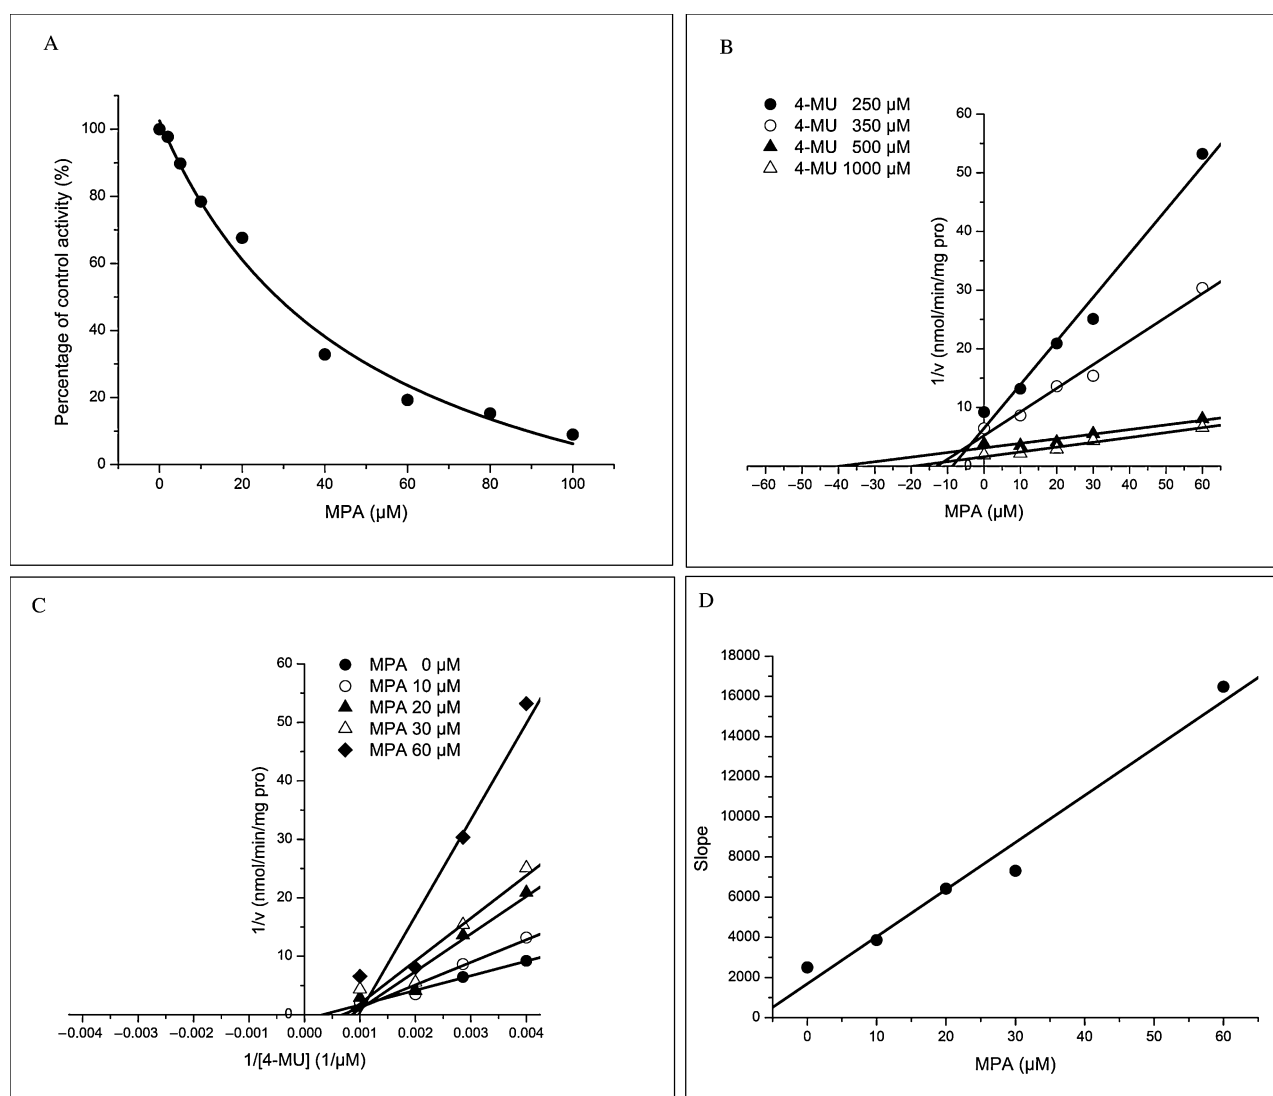 A
Percentage of control activity (%)
100
80
60
40
20
0
0 20 40 60 80 100
MPA (µM)
B
4-MU 250 µM
4-MU 350 µM
4-MU 500 µM
4-MU 1000 µM
1/v (nmol/min/mg pro)
60
50
40
30
20
10
0
−60 −50 −40 −30 −20 −10 0 10 20 30 40 50 60
MPA (µM)
C
MPA 0 µM
MPA 10 µM
MPA 20 µM
MPA 30 µM
MPA 60 µM
1/v (nmol/min/mg pro)
60
50
40
30
20
10
0
−0.004 −0.003 −0.002 −0.001 0.000 0.001 0.002 0.003 0.004
1/[4-MU] (1/µM)
D
Slope
18000
16000
14000
12000
10000
8000
6000
4000
2000
0
0 10 20 30 40 50 60
MPA (µM)